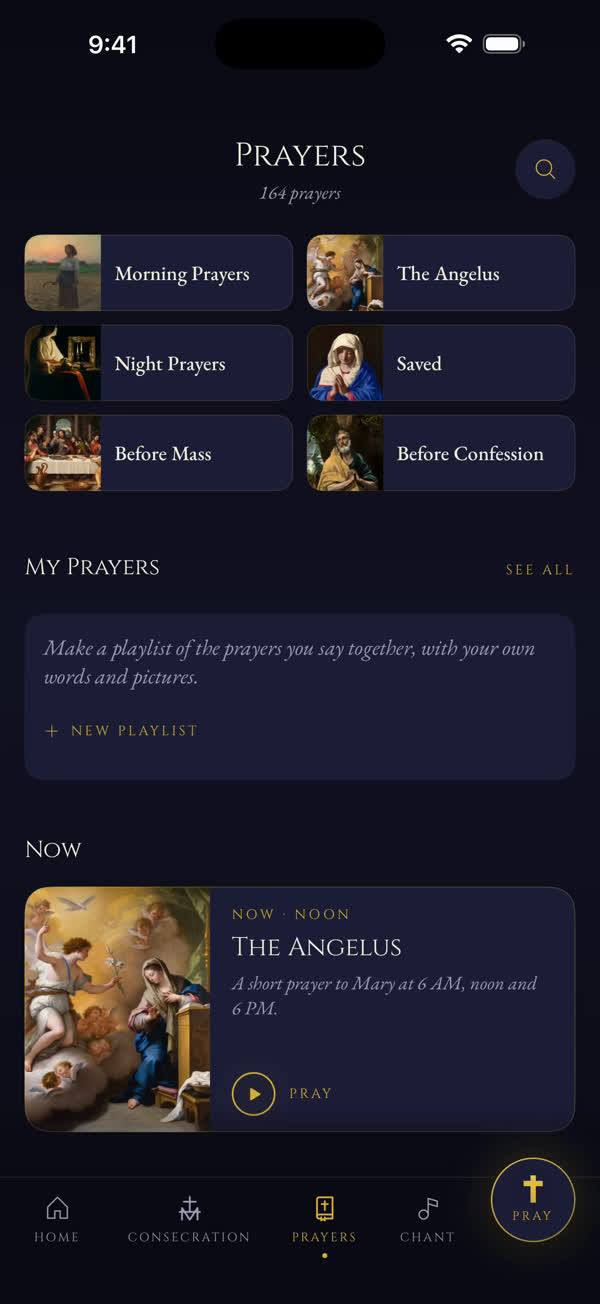 9:41
Prayers
164 prayers
Morning Prayers
The Angelus
Night Prayers
Saved
Before Mass
Before Confession
My Prayers
SEE ALL
Make a playlist of the prayers you say together, with your own
words and pictures.
+ NEW PLAYLIST
Now
NOW · NOON
The Angelus
A short prayer to Mary at 6 AM, noon and
6 PM.
PRAY
HOME
CONSECRATION
PRAYERS
CHANT
PRAY